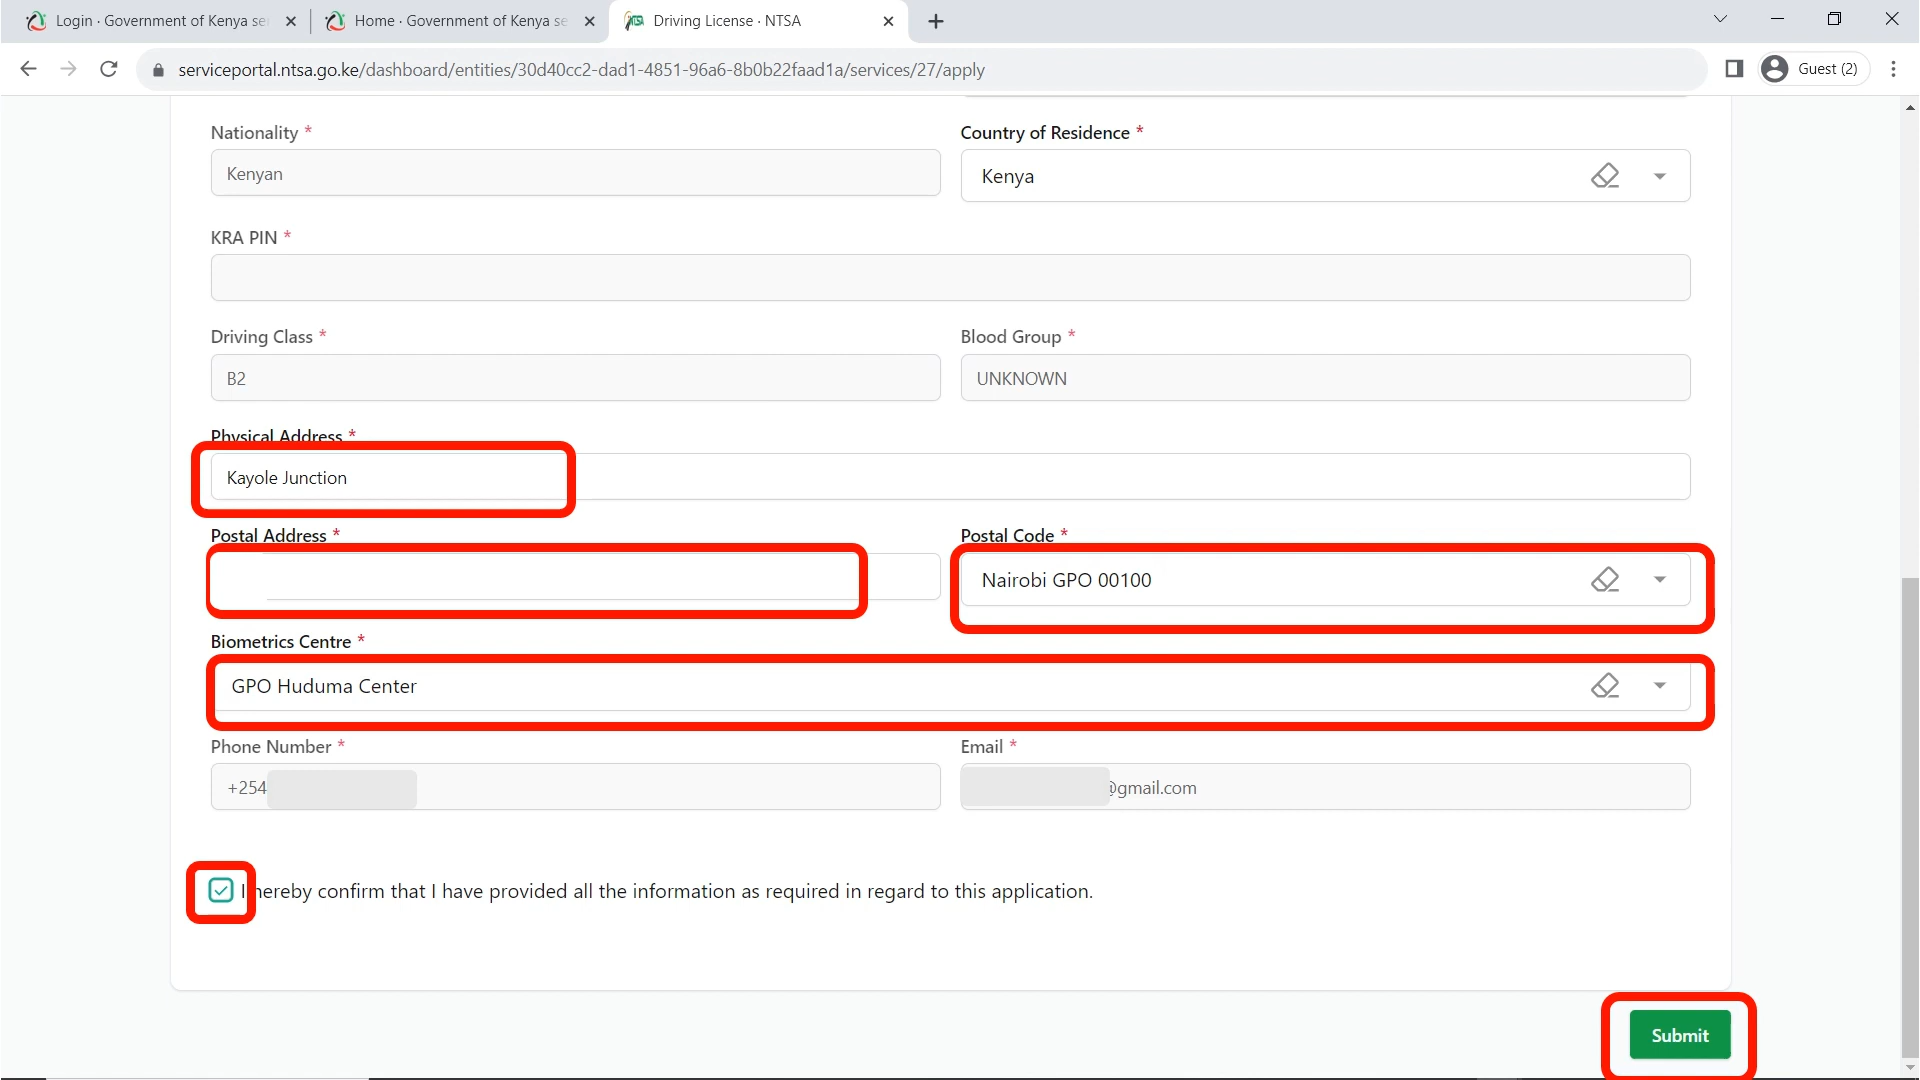 Login · Government of Kenya se
Home · Government of Kenya se
Driving License · NTSA
serviceportal.ntsa.go.ke/dashboard/entities/30d40cc2-dad1-4851-96a6-8b0b22faad1a/services/27/apply
Guest (2)
Nationality *
Country of Residence *
Kenyan
Kenya
KRA PIN *
Driving Class *
Blood Group *
B2
UNKNOWN
Physical Address *
Kayole Junction
Postal Address *
Postal Code *
Nairobi GPO 00100
Biometrics Centre *
GPO Huduma Center
Phone Number *
Email *
+254
@gmail.com
I hereby confirm that I have provided all the information as required in regard to this application.
Submit